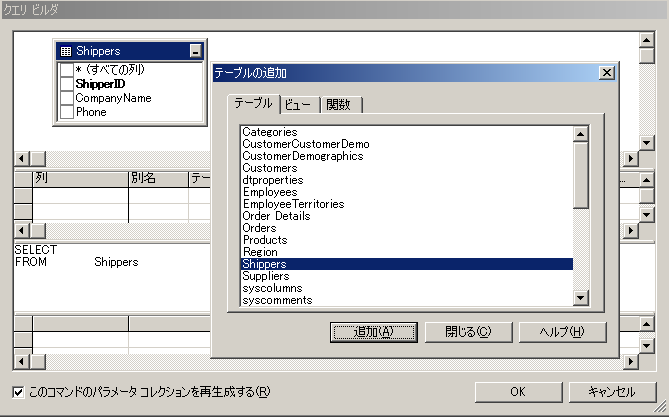 クエリ ビルダ
Shippers
* (すべての列)
ShipperID
CompanyName
Phone
テーブルの追加
テーブル ビュー 関数
Categories
CustomerCustomerDemo
CustomerDemographics
Customers
dtproperties
Employees
EmployeeTerritories
Order Details
Orders
Products
Region
Shippers
Suppliers
syscolumns
syscomments
追加(A) 閉じる(C) ヘルプ(H)
列 別名 テー ...
SELECT
FROM Shippers
このコマンドのパラメータ コレクションを再生成する(R)
OK キャンセル